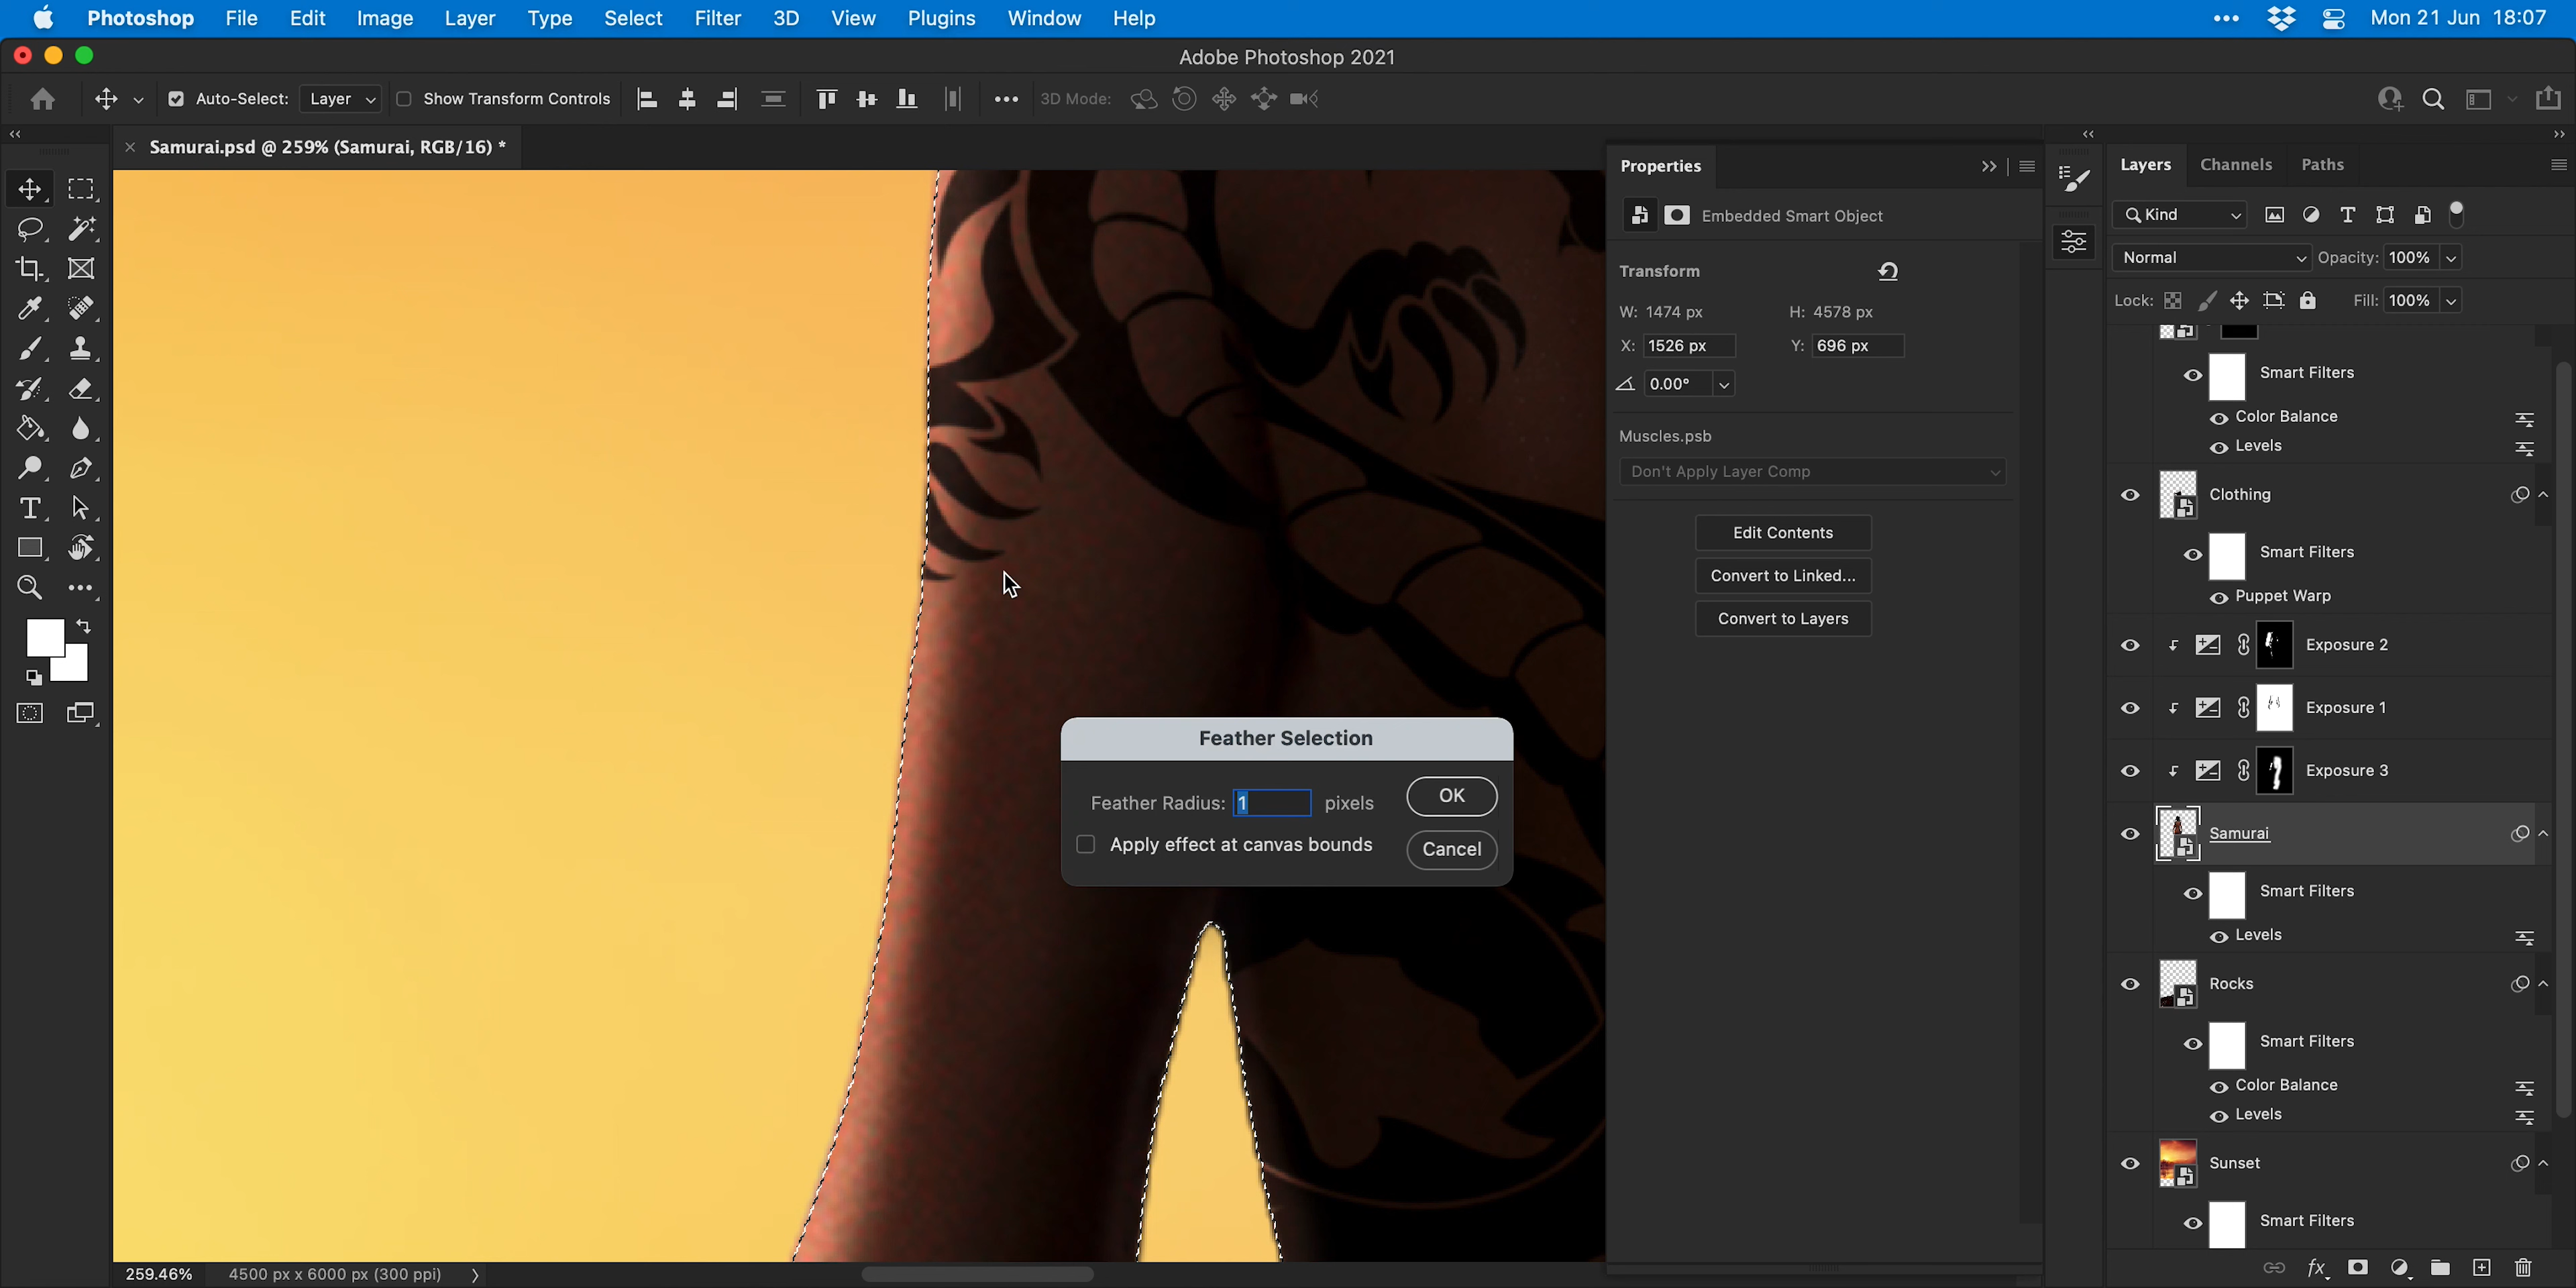 Photoshop File Edit Image Layer Type Select Filter 3D View Plugins Window Help Mon 21 Jun 18:07
Adobe Photoshop 2021
Auto-Select: Layer Show Transform Controls 3D Mode:
Samurai.psd @ 259% (Samurai, RGB/16) *
Properties
Embedded Smart Object
Transform
W: 1474 px H: 4578 px
X: 1526 px Y: 696 px
0.00°
Muscles.psb
Don't Apply Layer Comp
Edit Contents
Convert to Linked...
Convert to Layers
Feather Selection
Feather Radius: 1 pixels OK
Apply effect at canvas bounds Cancel
Layers Channels Paths
Kind
Normal Opacity: 100%
Lock: Fill: 100%
Smart Filters
Color Balance
Levels
Clothing
Smart Filters
Puppet Warp
Exposure 2
Exposure 1
Exposure 3
Samurai
Smart Filters
Levels
Rocks
Smart Filters
Color Balance
Levels
Sunset
Smart Filters
fx
259.46% 4500 px x 6000 px (300 ppi)